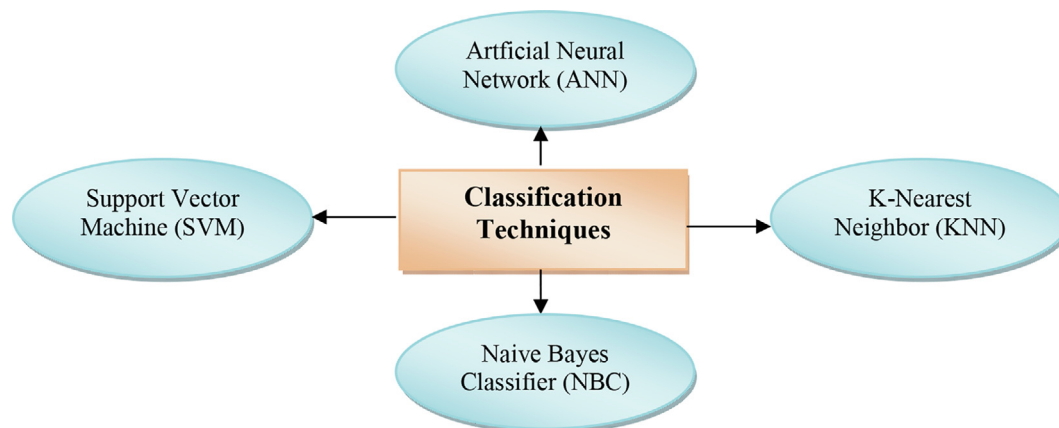 Artficial Neural
Network (ANN)
Support Vector
Machine (SVM)
Classification
Techniques
K-Nearest
Neighbor (KNN)
Naive Bayes
Classifier (NBC)